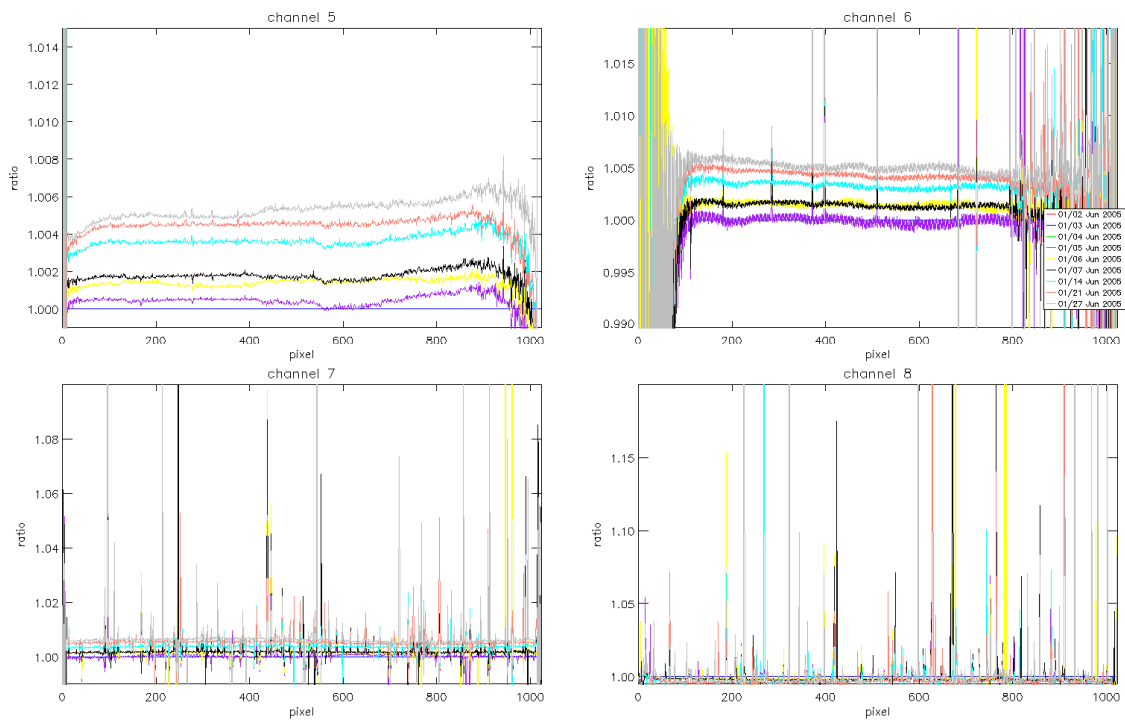 channel 5
1.014
1.012
1.010
1.008
1.006
1.004
1.002
1.000
ratio
0 200 400 600 800 1000
pixel
channel 6
1.015
1.010
1.005
1.000
0.995
0.990
ratio
0 200 400 600 800 1000
pixel
01/02 Jun 2005
01/03 Jun 2005
01/04 Jun 2005
01/05 Jun 2005
01/06 Jun 2005
01/07 Jun 2005
01/14 Jun 2005
01/21 Jun 2005
01/27 Jun 2005
channel 7
1.08
1.06
1.04
1.02
1.00
ratio
0 200 400 600 800 1000
pixel
channel 8
1.15
1.10
1.05
1.00
ratio
0 200 400 600 800 1000
pixel